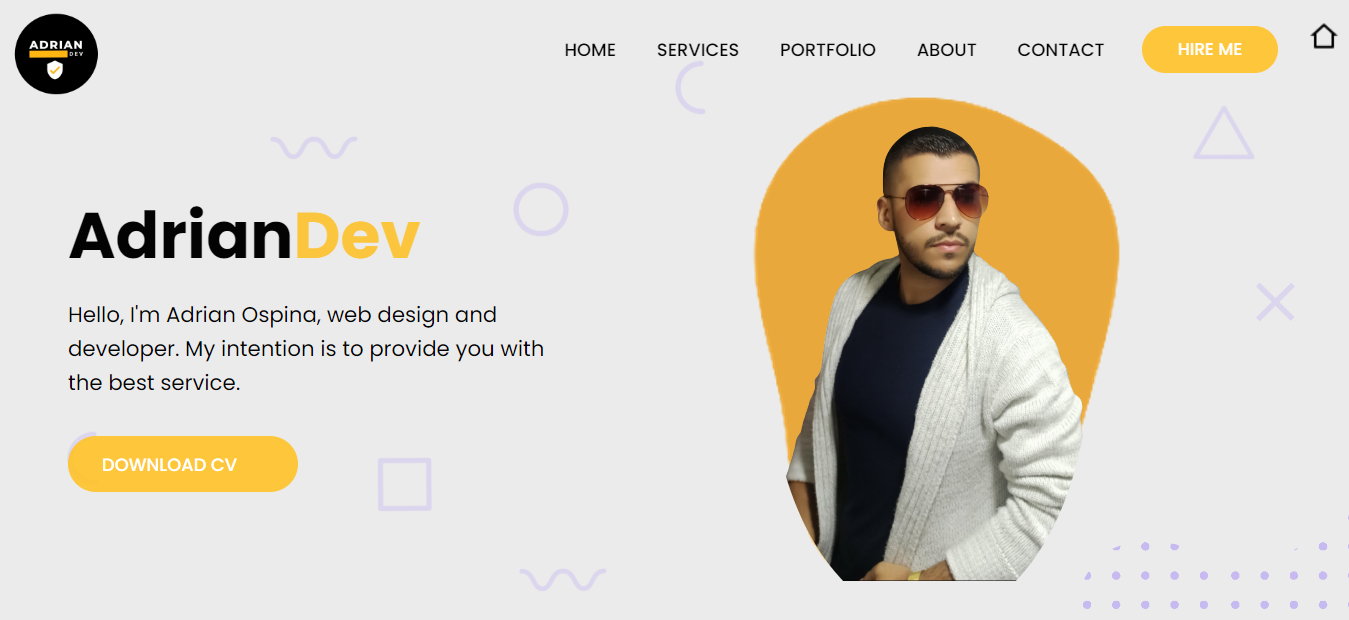 ADRIAN
DEV
HOME SERVICES PORTFOLIO ABOUT CONTACT HIRE ME
AdrianDev
Hello, I'm Adrian Ospina, web design and
developer. My intention is to provide you with
the best service.
DOWNLOAD CV